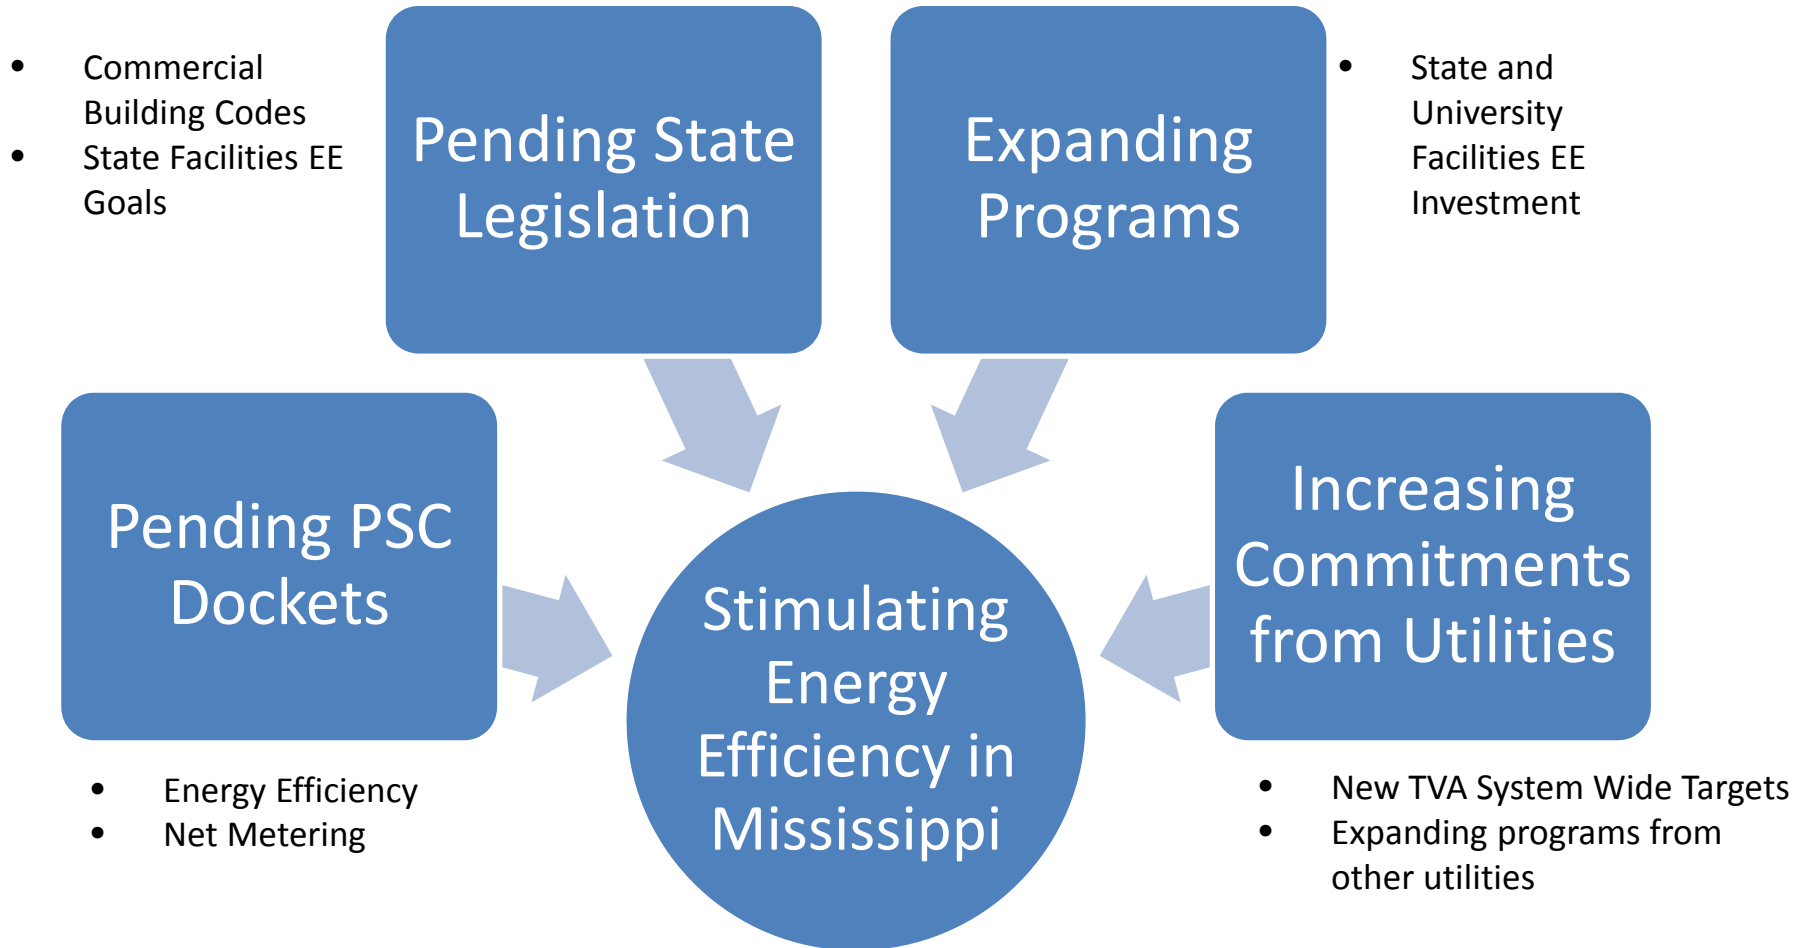 • Commercial
Building Codes
• State Facilities EE
Goals
Pending State
Legislation
Expanding
Programs
• State and
University
Facilities EE
Investment
Pending PSC
Dockets
• Energy Efficiency
• Net Metering
Stimulating
Energy
Efficiency in
Mississippi
Increasing
Commitments
from Utilities
• New TVA System Wide Targets
• Expanding programs from
other utilities